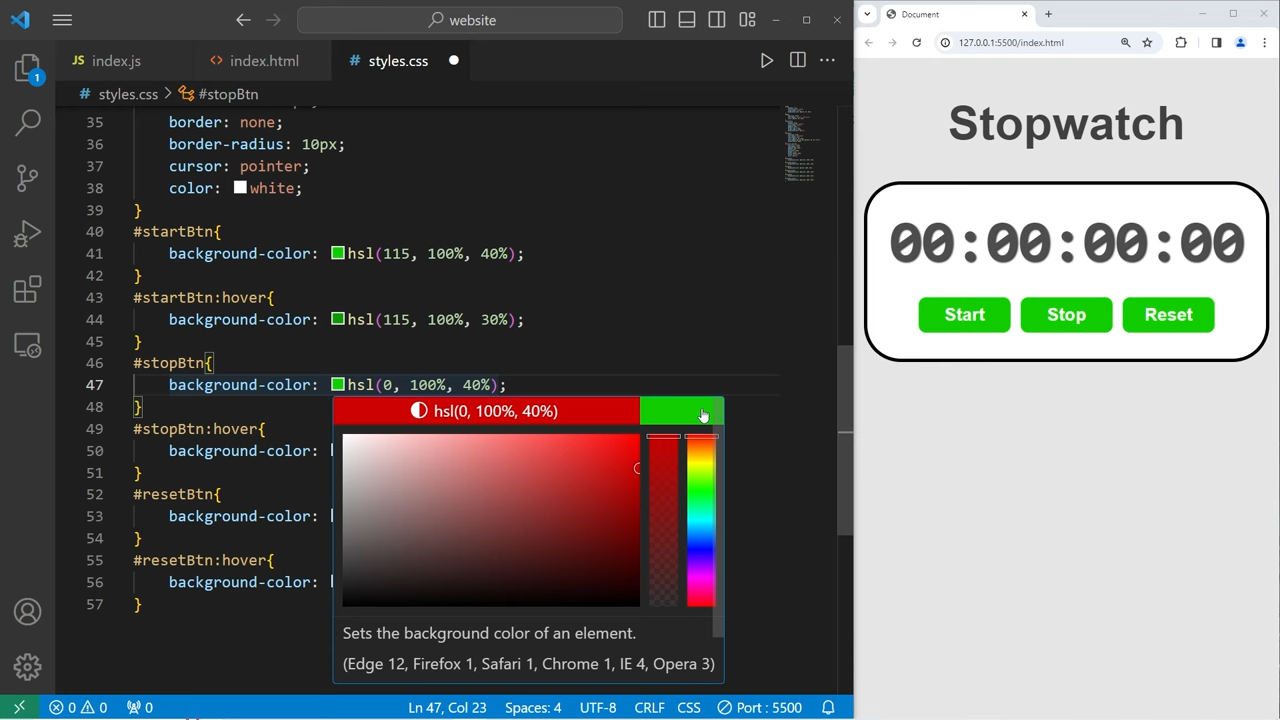 website
index.js
index.html
styles.css
styles.css > #stopBtn
35 border: none;
36 border-radius: 10px;
37 cursor: pointer;
38 color: white;
39 }
40 #startBtn{
41 background-color: hsl(115, 100%, 40%);
42 }
43 #startBtn:hover{
44 background-color: hsl(115, 100%, 30%);
45 }
46 #stopBtn{
47 background-color: hsl(0, 100%, 40%);
48 }
hsl(0, 100%, 40%)
49 #stopBtn:hover{
50 background-color:
51 }
52 #resetBtn{
53 background-color:
54 }
55 #resetBtn:hover{
56 background-color:
57 }
Sets the background color of an element.
(Edge 12, Firefox 1, Safari 1, Chrome 1, IE 4, Opera 3)
1
JS
0 0 0
Ln 47, Col 23
Spaces: 4
UTF-8
CRLF
CSS
Port : 5500
Document
127.0.0.1:5500/index.html
Stopwatch
00:00:00:00
Start Stop Reset